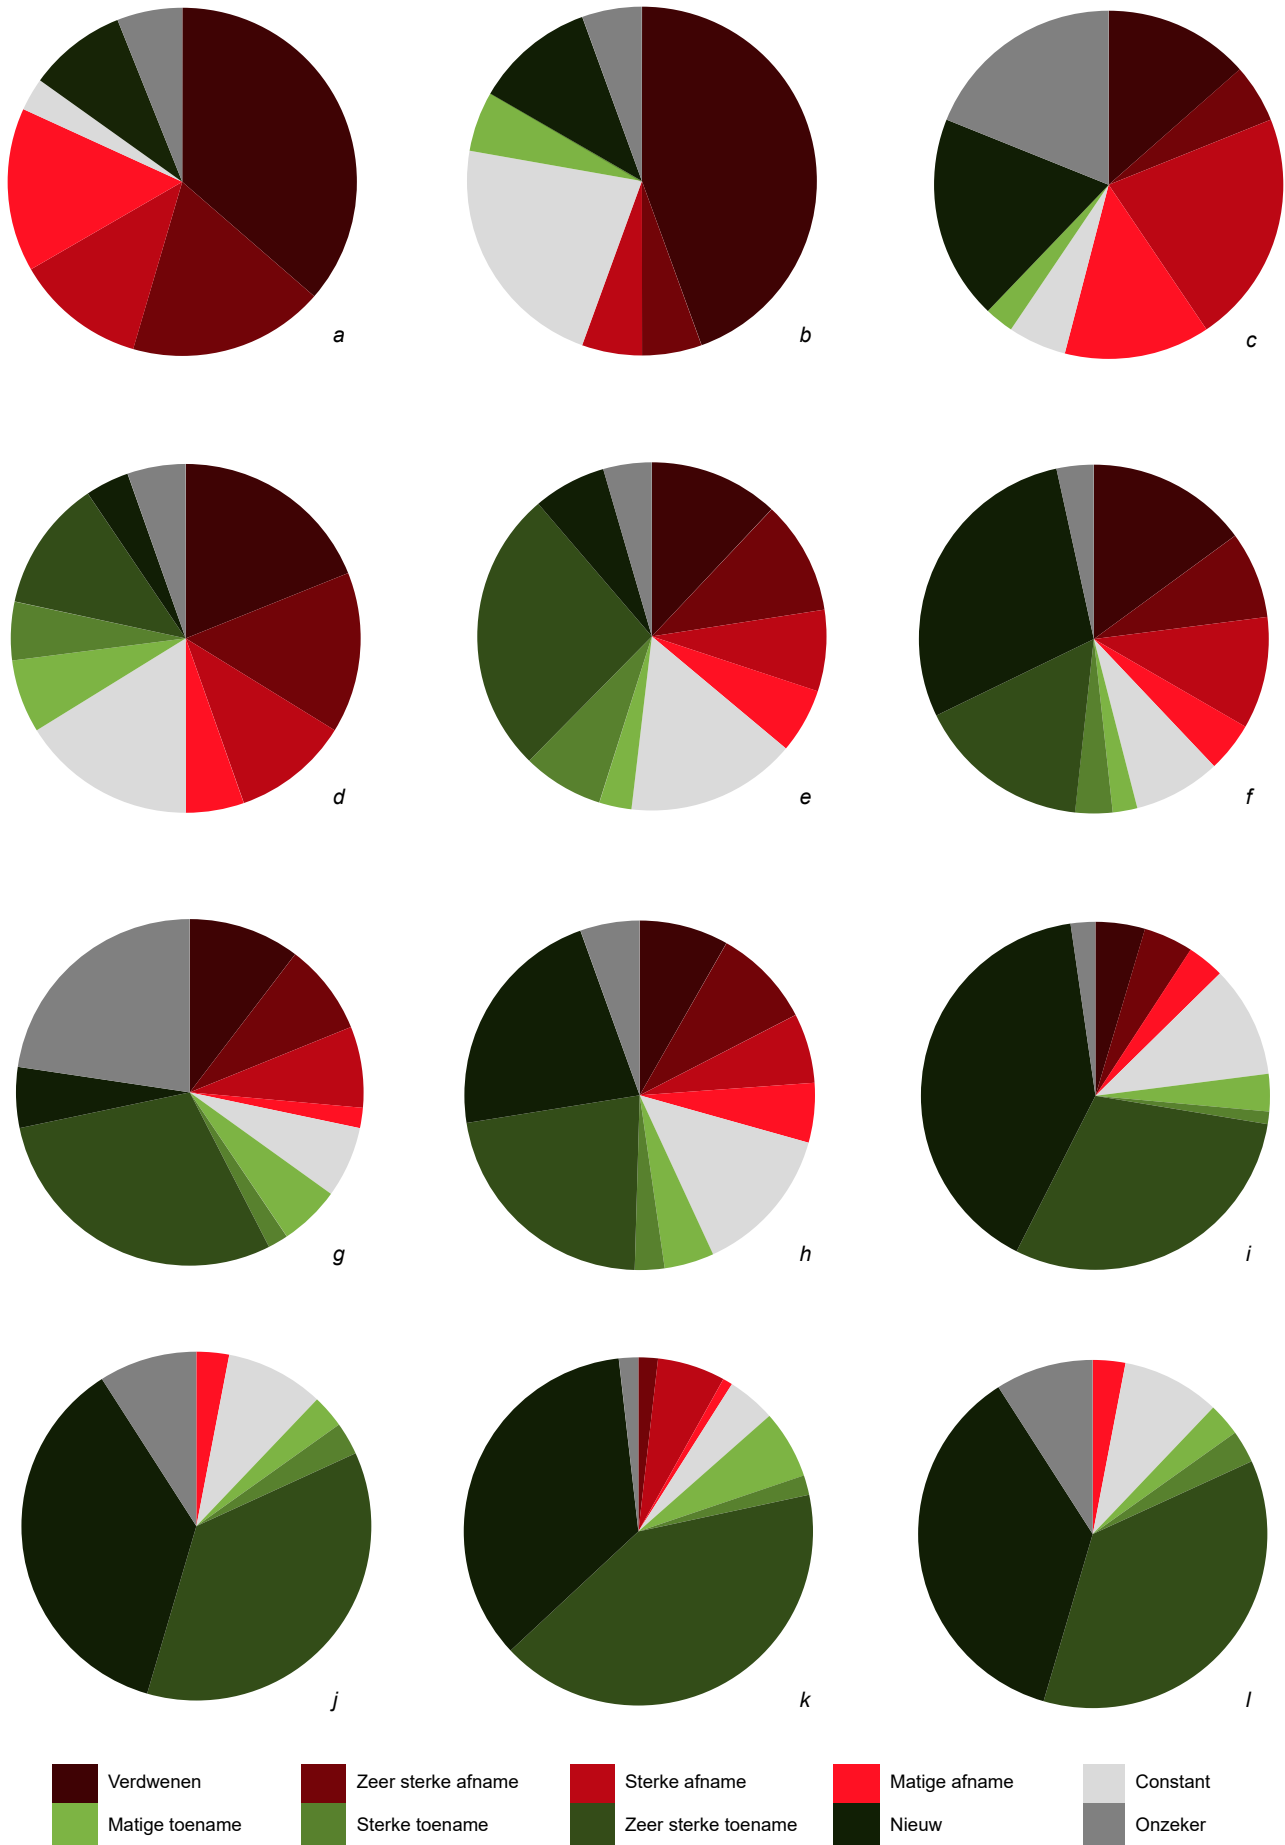 a
b
c
d
e
f
g
h
i
j
k
l
Verdwenen
Zeer sterke afname
Sterke afname
Matige afname
Constant
Matige toename
Sterke toename
Zeer sterke toename
Nieuw
Onzeker